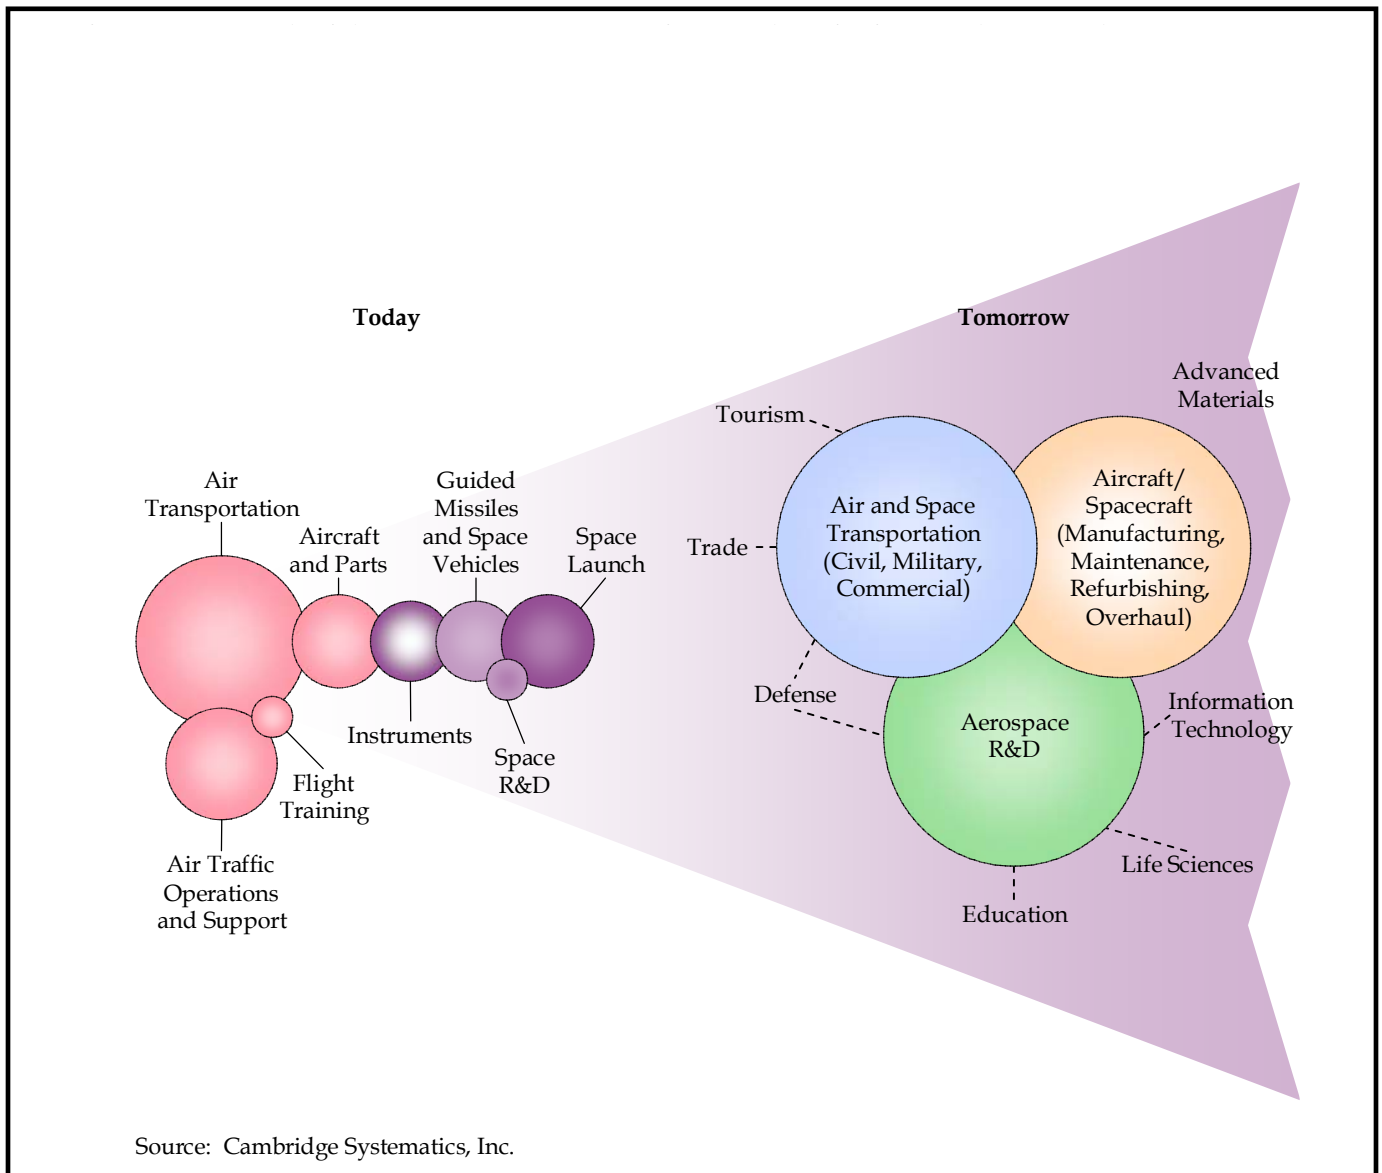 Today
Tomorrow
Air
Transportation
Aircraft
and Parts
Guided
Missiles
and Space
Vehicles
Space
Launch
Instruments
Space
R&D
Flight
Training
Air Traffic
Operations
and Support
Tourism
Trade
Defense
Air and Space
Transportation
(Civil, Military,
Commercial)
Advanced
Materials
Aircraft/
Spacecraft
(Manufacturing,
Maintenance,
Refurbishing,
Overhaul)
Aerospace
R&D
Information
Technology
Life Sciences
Education
Source:  Cambridge Systematics, Inc.